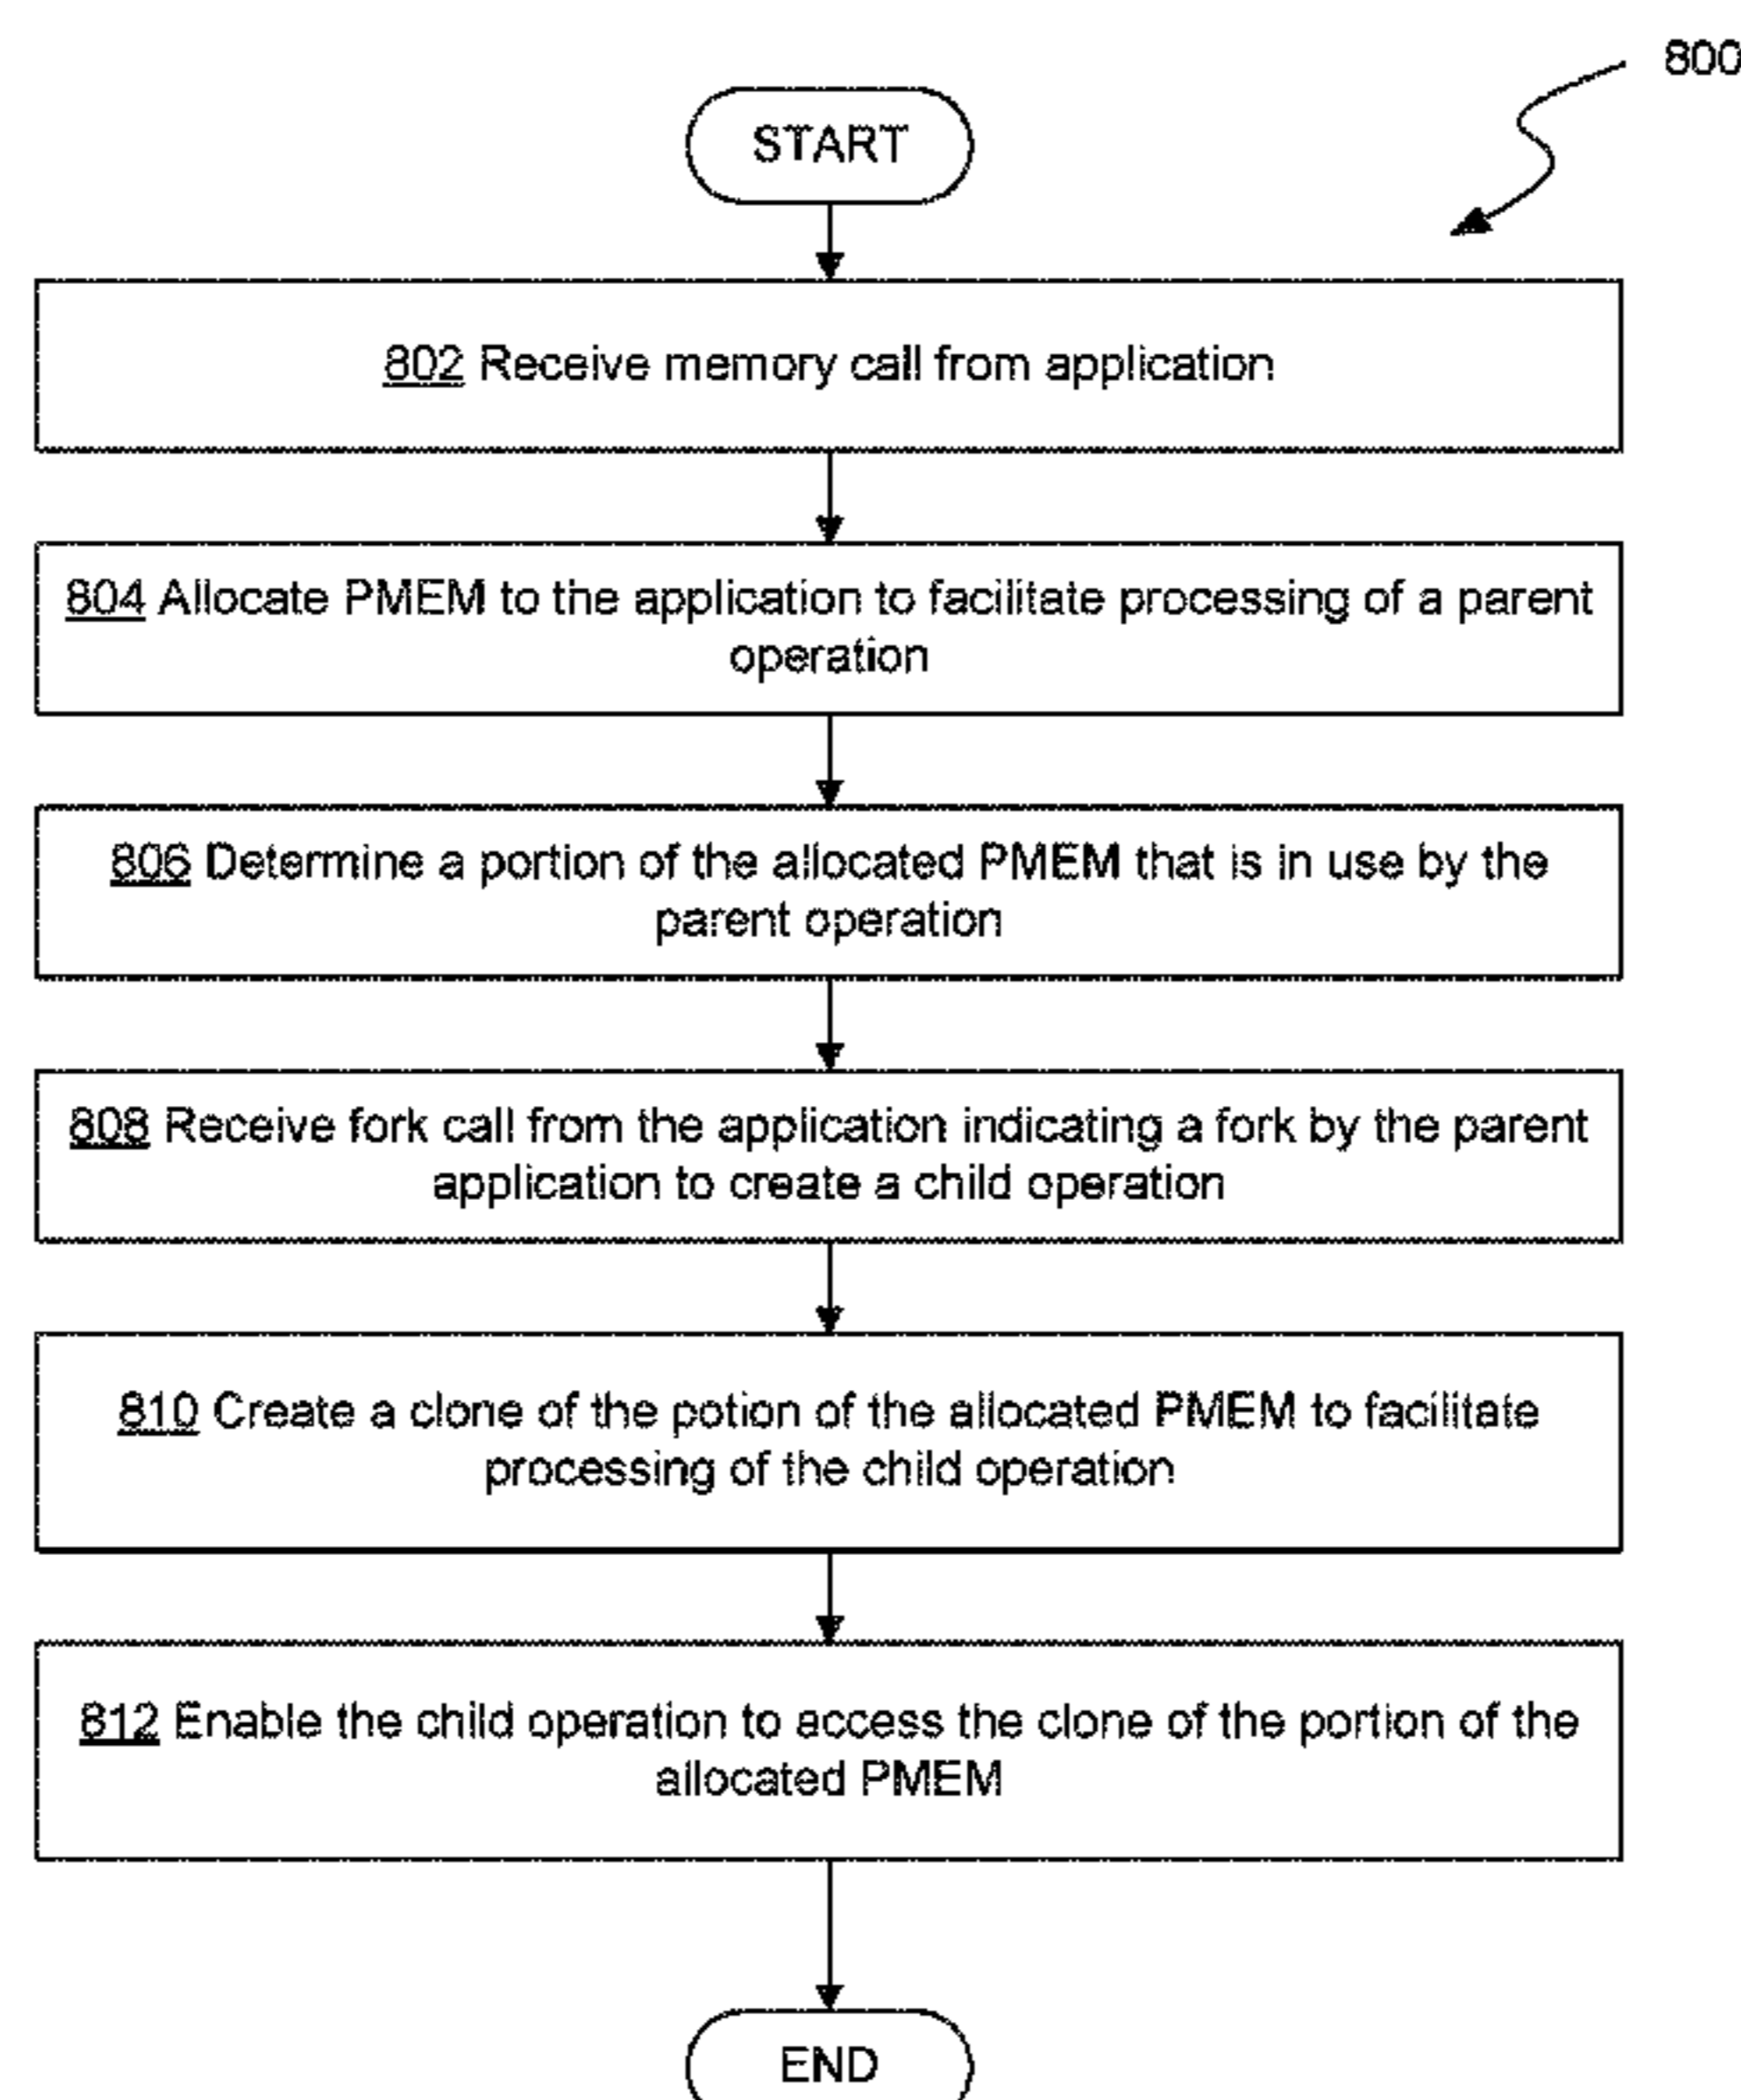 800
START
802 Receive memory call from application
804 Allocate PMEM to the application to facilitate processing of a parent
operation
806 Determine a portion of the allocated PMEM that is in use by the
parent operation
808 Receive fork call from the application indicating a fork by the parent
application to create a child operation
810 Create a clone of the potion of the allocated PMEM to facilitate
processing of the child operation
812 Enable the child operation to access the clone of the portion of the
allocated PMEM
END